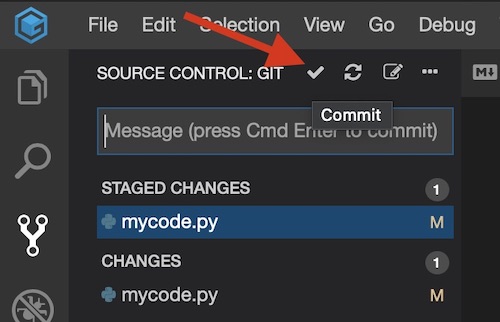 File Edit Selection View Go Debug
SOURCE CONTROL: GIT
Commit
Message (press Cmd Enter to commit)
STAGED CHANGES 1
mycode.py M
CHANGES 1
mycode.py M